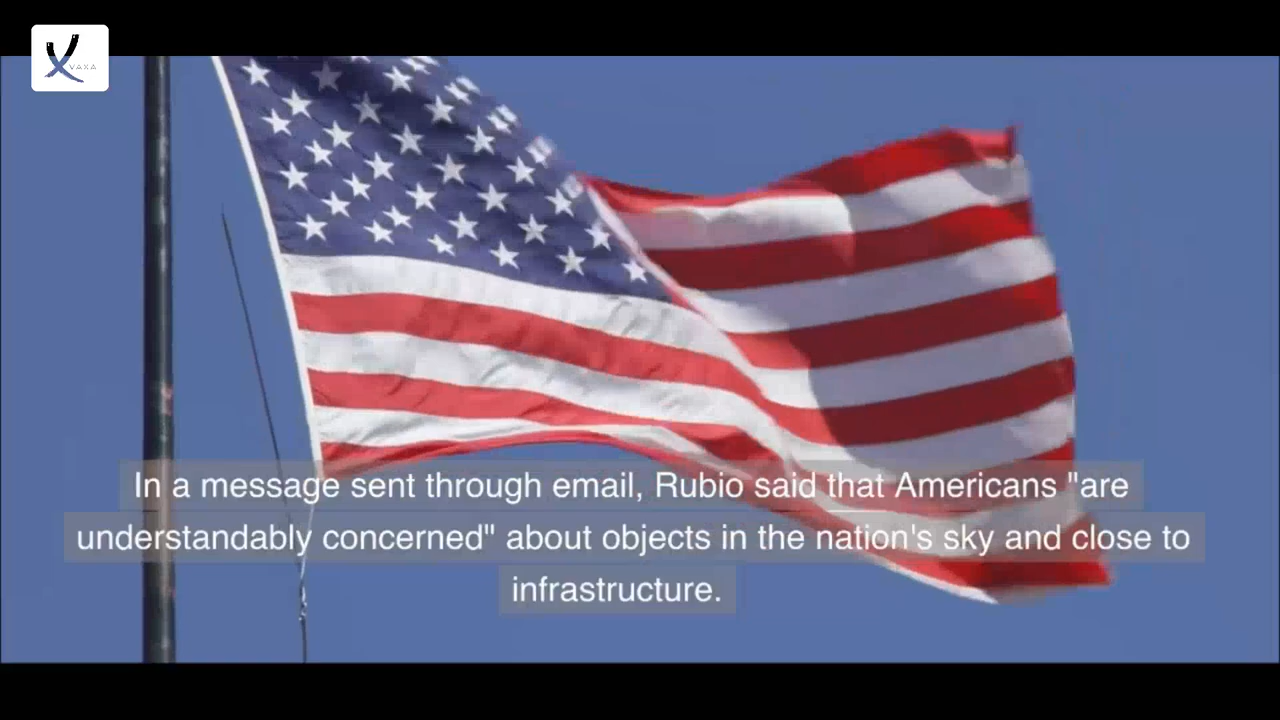 VAXA
In a message sent through email, Rubio said that Americans "are
understandably concerned" about objects in the nation's sky and close to
infrastructure.